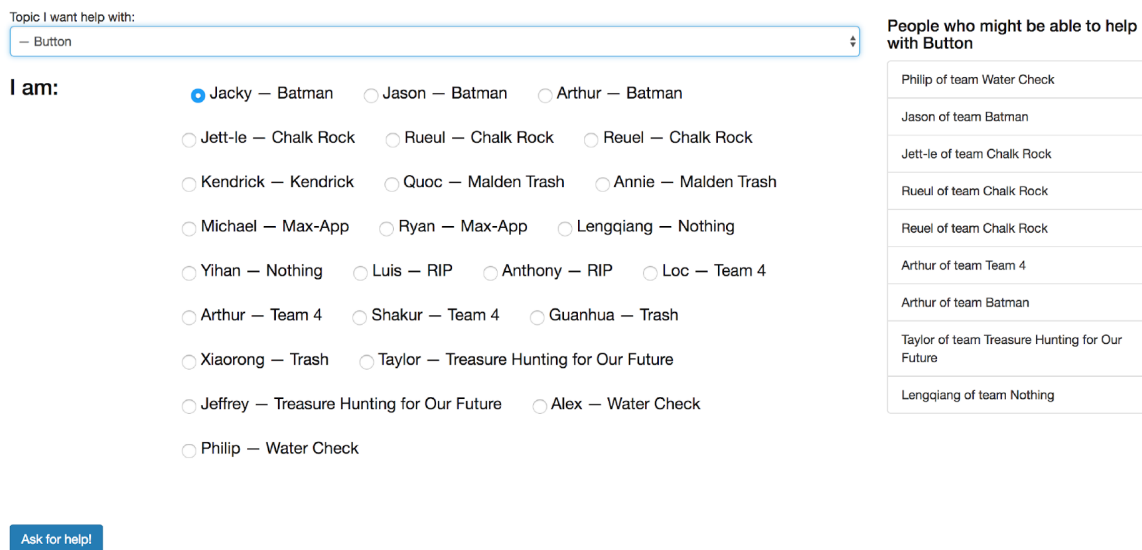 Topic I want help with:
— Button
I am:
Jacky — Batman Jason — Batman Arthur — Batman
Jett-le — Chalk Rock Rueul — Chalk Rock Reuel — Chalk Rock
Kendrick — Kendrick Quoc — Malden Trash Annie — Malden Trash
Michael — Max-App Ryan — Max-App Lengqiang — Nothing
Yihan — Nothing Luis — RIP Anthony — RIP Loc — Team 4
Arthur — Team 4 Shakur — Team 4 Guanhua — Trash
Xiaorong — Trash Taylor — Treasure Hunting for Our Future
Jeffrey — Treasure Hunting for Our Future Alex — Water Check
Philip — Water Check
Ask for help!
People who might be able to help
with Button
Philip of team Water Check
Jason of team Batman
Jett-le of team Chalk Rock
Rueul of team Chalk Rock
Reuel of team Chalk Rock
Arthur of team Team 4
Arthur of team Batman
Taylor of team Treasure Hunting for Our
Future
Lengqiang of team Nothing